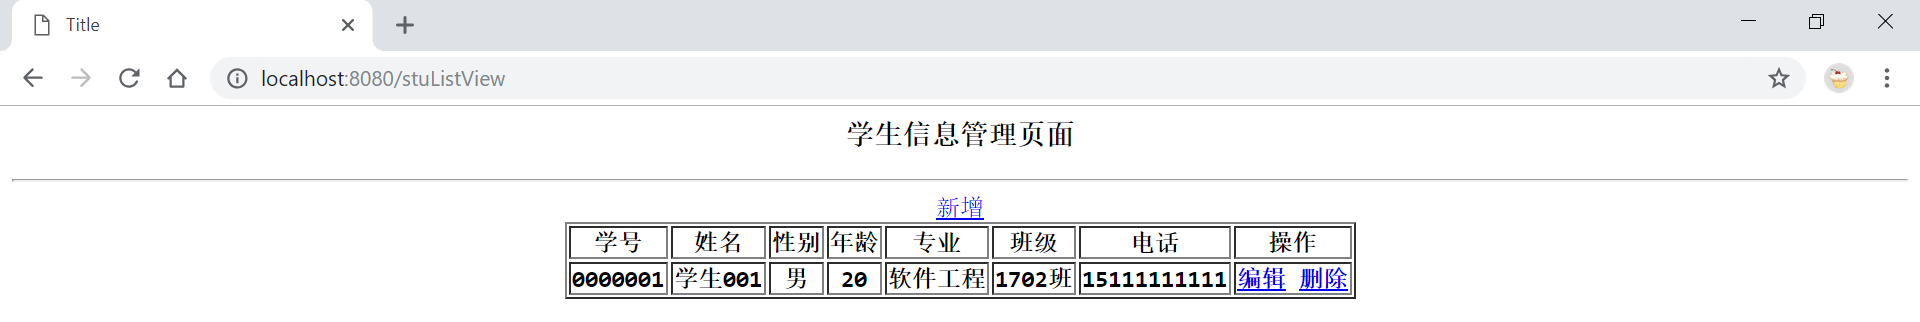 Title
localhost:8080/stuListView
学生信息管理页面
新增
学号 姓名 性别 年龄 专业 班级 电话 操作
0000001 学生001 男 20 软件工程 1702班 15111111111 编辑 删除